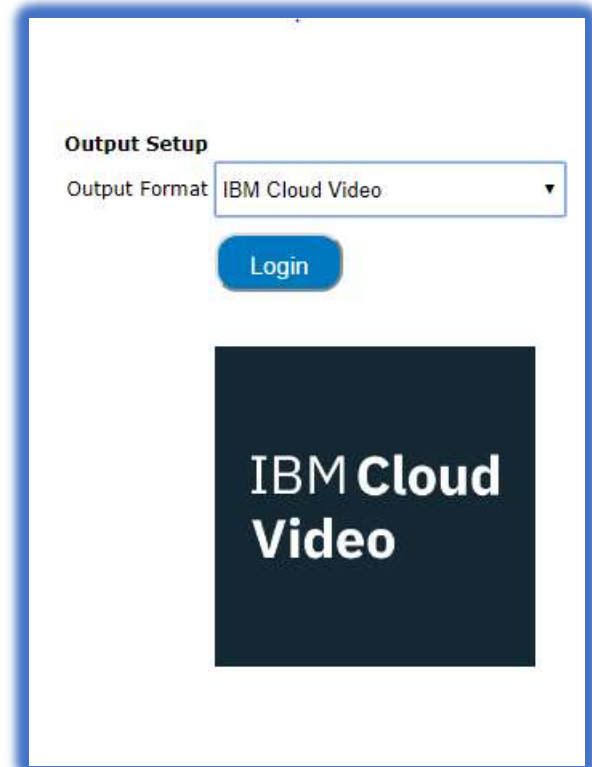 Output Setup
Output Format IBM Cloud Video
Login
IBM Cloud
Video